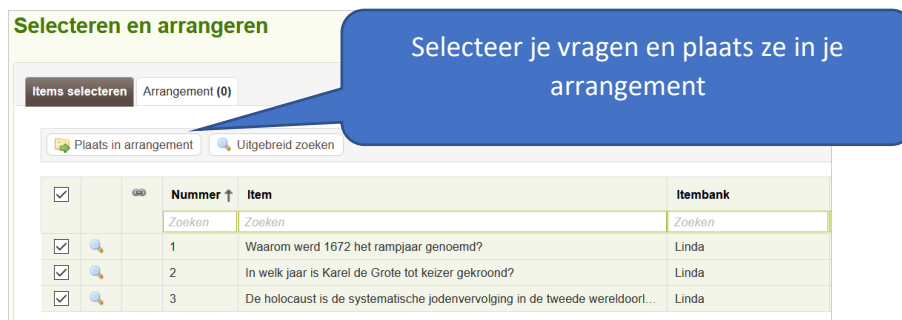 Selecteren en arrangeren
Selecteer je vragen en plaats ze in je
arrangement
Items selecteren Arrangement (0)
Plaats in arrangement Uitgebreid zoeken
Nummer ↑ Item Itembank
Zoeken Zoeken Zoeken
1 Waarom werd 1672 het rampjaar genoemd? Linda
2 In welk jaar is Karel de Grote tot keizer gekroond? Linda
3 De holocaust is de systematische jodenvervolging in de tweede wereldoorl... Linda